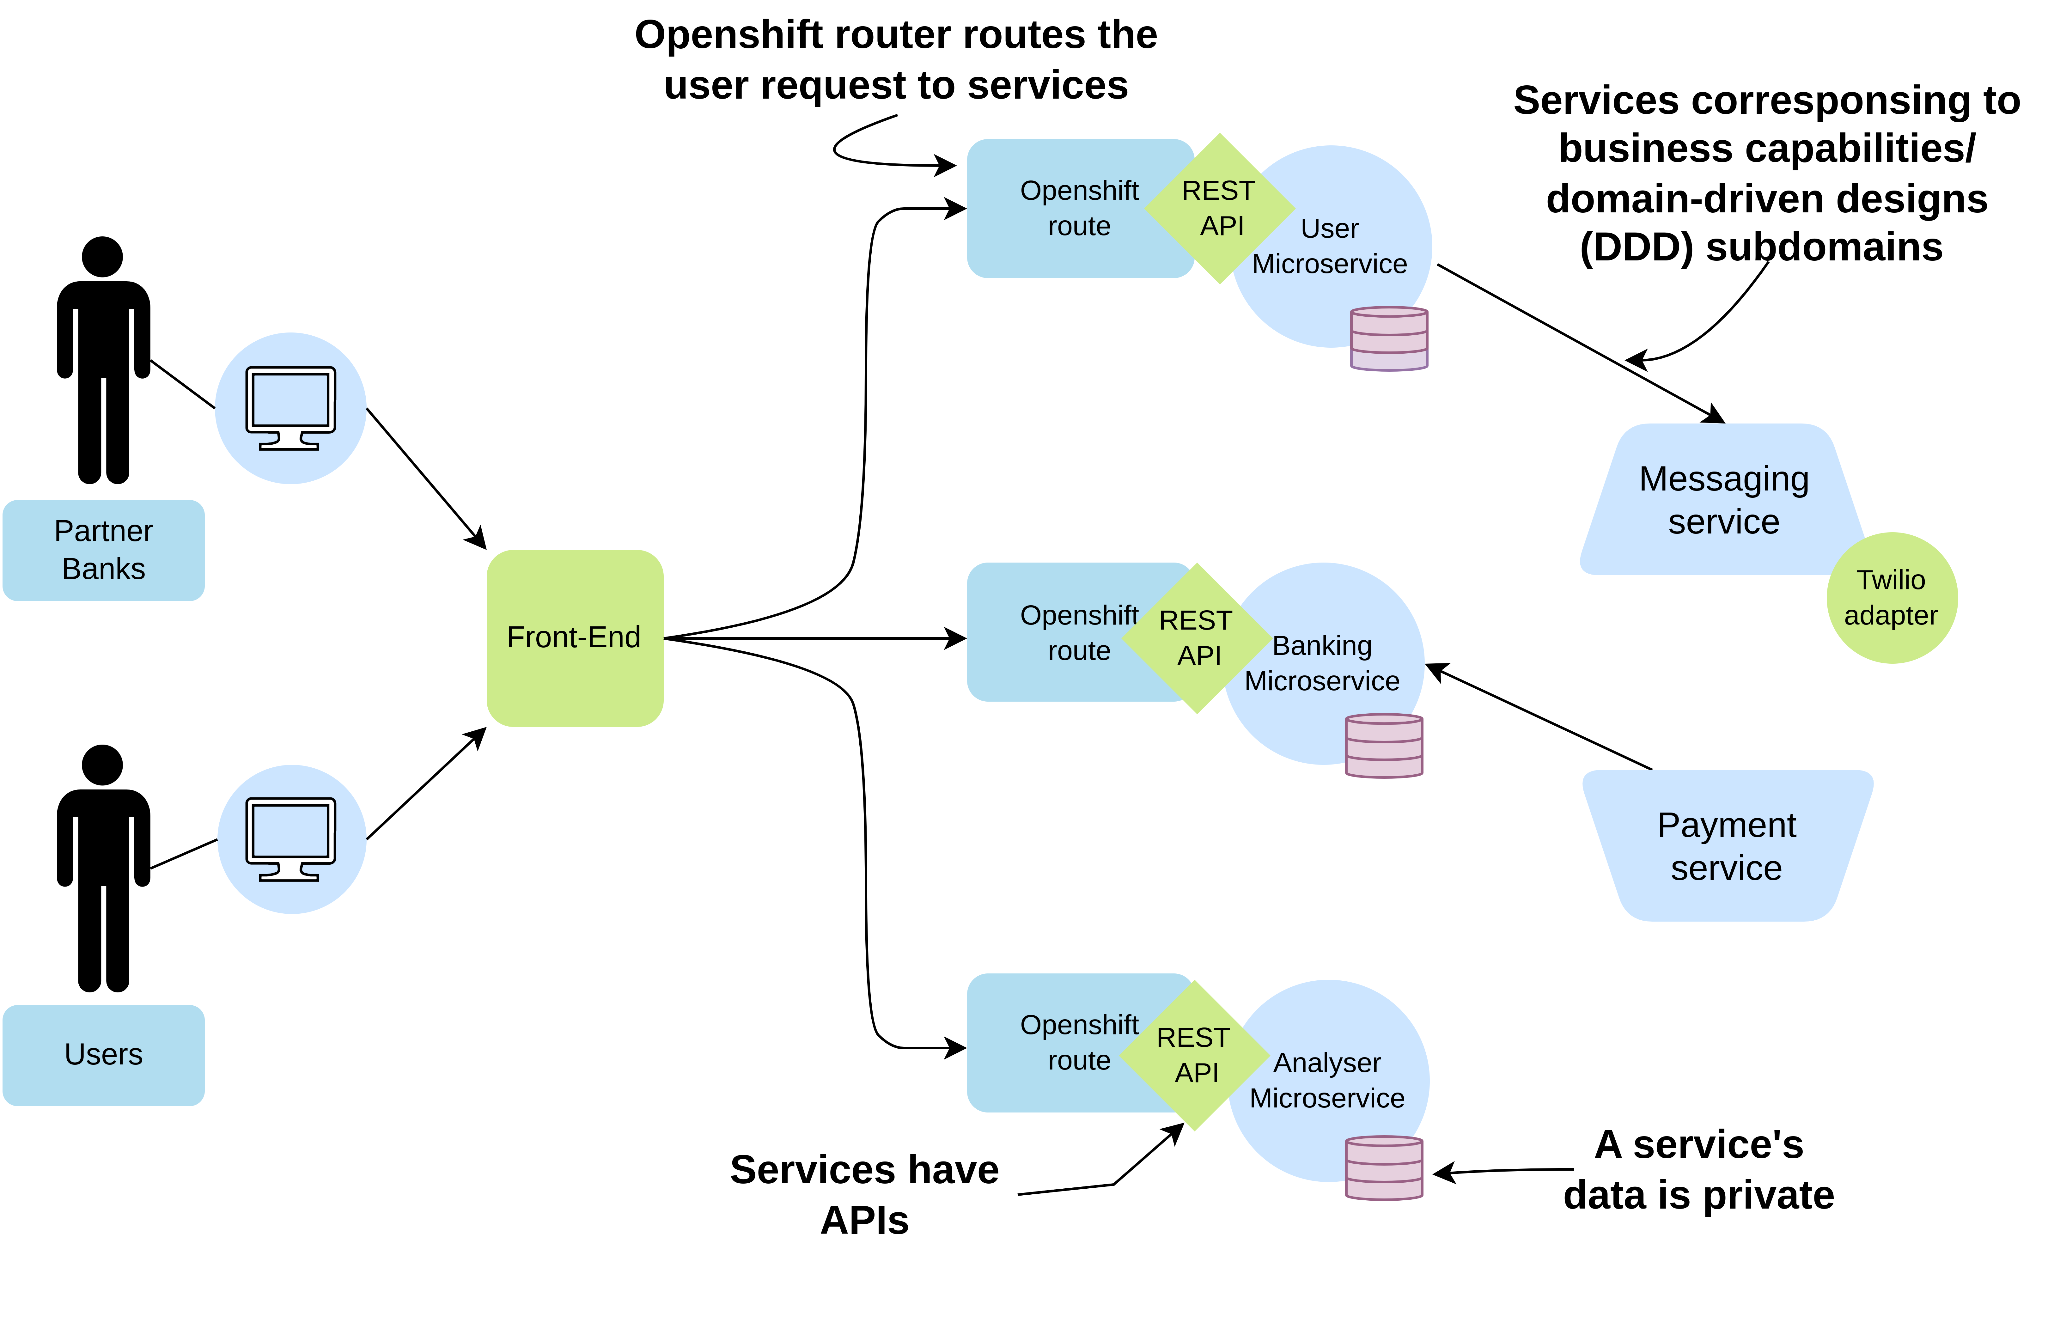 Openshift router routes the
user request to services
Services corresponsing to
business capabilities/
domain-driven designs
(DDD) subdomains
Openshift
route
REST
API
User
Microservice
Partner
Banks
Messaging
service
Twilio
adapter
Front-End
Openshift
route
REST
API
Banking
Microservice
Payment
service
Users
Openshift
route
REST
API
Analyser
Microservice
Services have
APIs
A service's
data is private